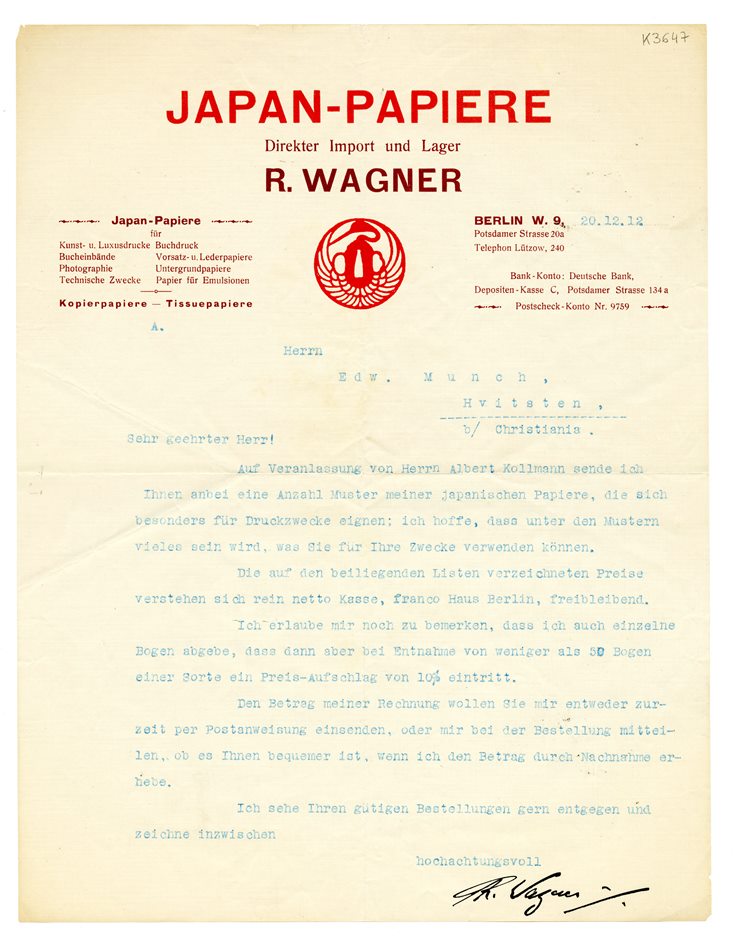 K3647
JAPAN-PAPIERE
Direkter Import und Lager
R. WAGNER
Japan-Papiere
für
Kunst- u. Luxusdrucke Buchdruck
Bucheinbände Vorsatz- u. Lederpapiere
Photographie Untergrundpapiere
Technische Zwecke Papier für Emulsionen
Kopierpapiere — Tissuepapiere
BERLIN W. 9, 20.12.12
Potsdamer Strasse 20a
Telephon Lützow, 240
Bank-Konto: Deutsche Bank,
Depositen-Kasse C, Potsdamer Strasse 134a
Postscheck-Konto Nr. 9759
A.
Herrn
Edw. Munch,
Hvitsten,
b/ Christiania.
Sehr geehrter Herr!
Auf Veranlassung von Herrn Albert Kollmann sende ich
Ihnen anbei eine Anzahl Muster meiner japanischen Papiere, die sich
besonders für Druckzwecke eignen; ich hoffe, dass unter den Mustern
vieles sein wird, was Sie für Ihre Zwecke verwenden können.
Die auf den beiliegenden Listen verzeichneten Preise
verstehen sich rein netto Kasse, franco Haus Berlin, freibleibend.
Ich erlaube mir noch zu bemerken, dass ich auch einzelne
Bogen abgebe, dass dann aber bei Entnahme von weniger als 50 Bogen
einer Sorte ein Preis-Aufschlag von 10% eintritt.
Den Betrag meiner Rechnung wollen Sie mir entweder zur-
zeit per Postanweisung einsenden, oder mir bei der Bestellung mittei-
len, ob es Ihnen bequemer ist, wenn ich den Betrag durch Nachnahme er-
hebe.
Ich sehe Ihren gütigen Bestellungen gern entgegen und
zeichne inzwischen
hochachtungsvoll
R. Wagner